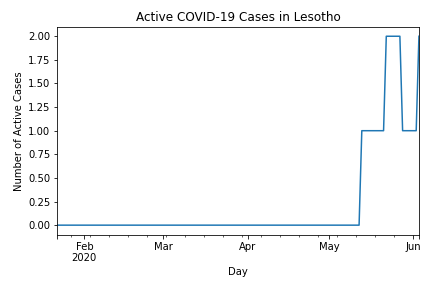 Active COVID-19 Cases in Lesotho
Number of Active Cases
2.00
1.75
1.50
1.25
1.00
0.75
0.50
0.25
0.00
Feb Mar Apr May Jun
2020
Day